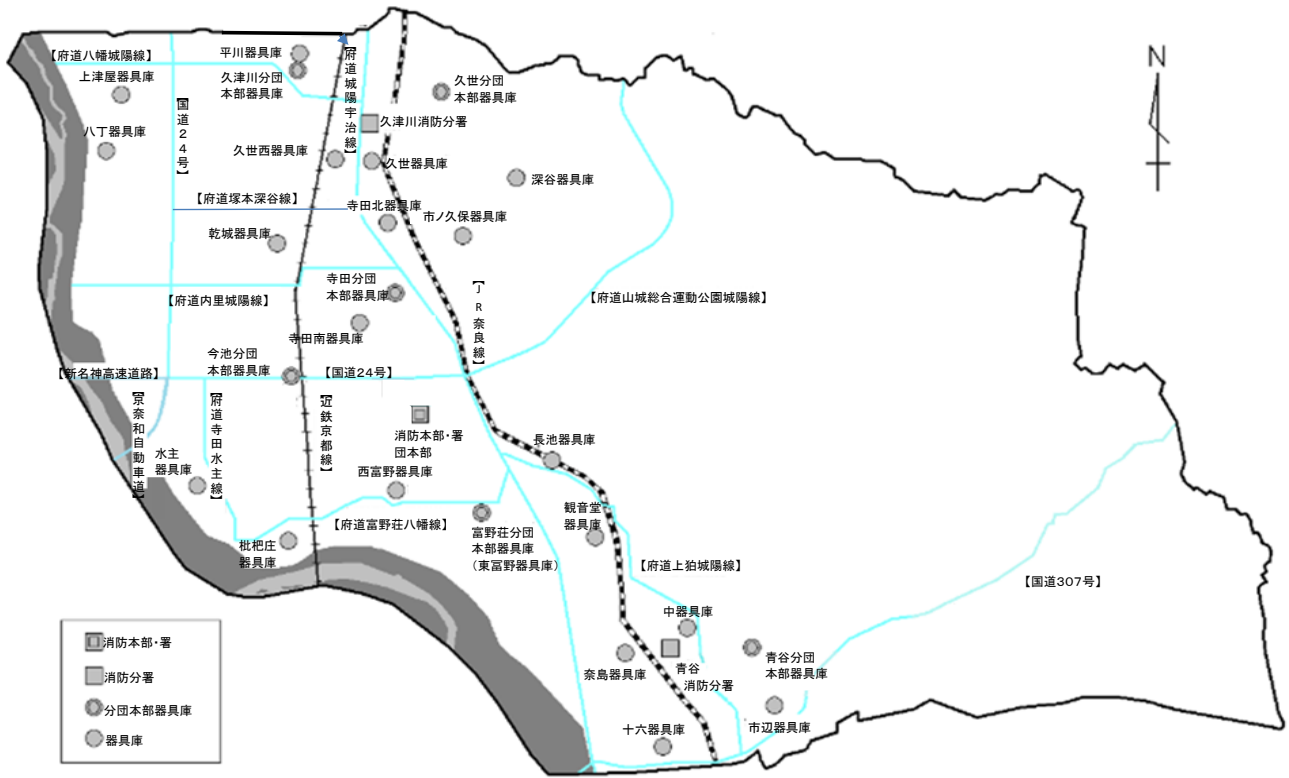 N
【府道八幡城陽線】
上津屋器具庫
八丁器具庫
【国道24号】
平川器具庫
久津川分団
本部器具庫
【府道城陽宇治線】
久世分団
本部器具庫
久津川消防分署
久世西器具庫
久世器具庫
深谷器具庫
【府道塚本深谷線】
寺田北器具庫
市ノ久保器具庫
乾城器具庫
寺田分団
本部器具庫
【府道内里城陽線】
【JR奈良線】
【府道山城総合運動公園城陽線】
寺田南器具庫
今池分団
本部器具庫
【新名神高速道路】
【国道24号】
【京奈和自動車道】
【府道寺田水主線】
【近鉄京都線】
消防本部・署
団本部
長池器具庫
水主
器具庫
西富野器具庫
観音堂
器具庫
【府道富野荘八幡線】
富野荘分団
本部器具庫
（東冨野器具庫）
枇杷庄
器具庫
【府道上狛城陽線】
【国道307号】
中器具庫
奈島器具庫
青谷
消防分署
青谷分団
本部器具庫
十六器具庫
市辺器具庫
消防本部・署
消防分署
分団本部器具庫
器具庫